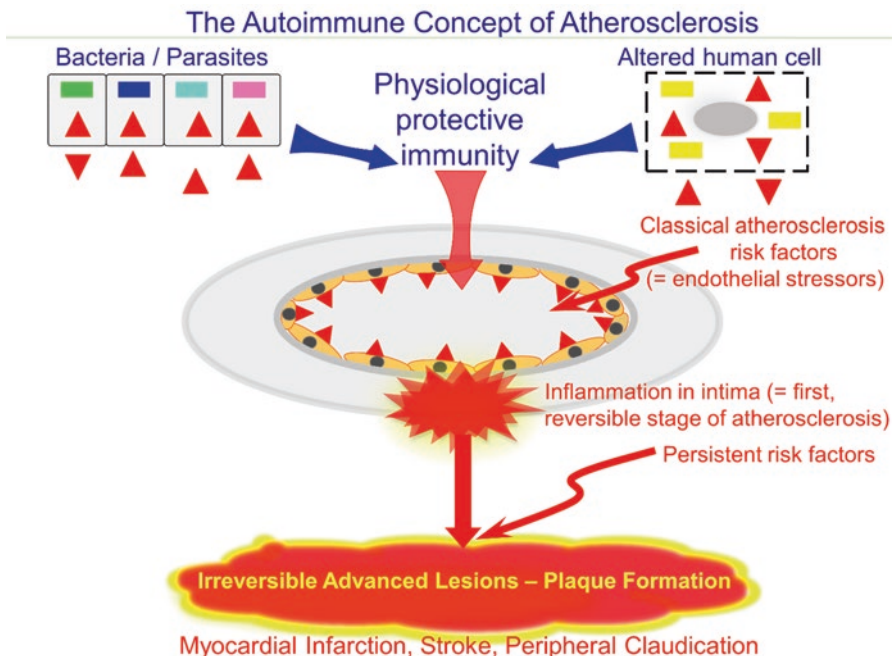 The Autoimmune Concept of Atherosclerosis
Bacteria / Parasites
Altered human cell
Physiological
protective
immunity
Classical atherosclerosis
risk factors
(= endothelial stressors)
Inflammation in intima (= first,
reversible stage of atherosclerosis)
Persistent risk factors
Irreversible Advanced Lesions – Plaque Formation
Myocardial Infarction, Stroke, Peripheral Claudication